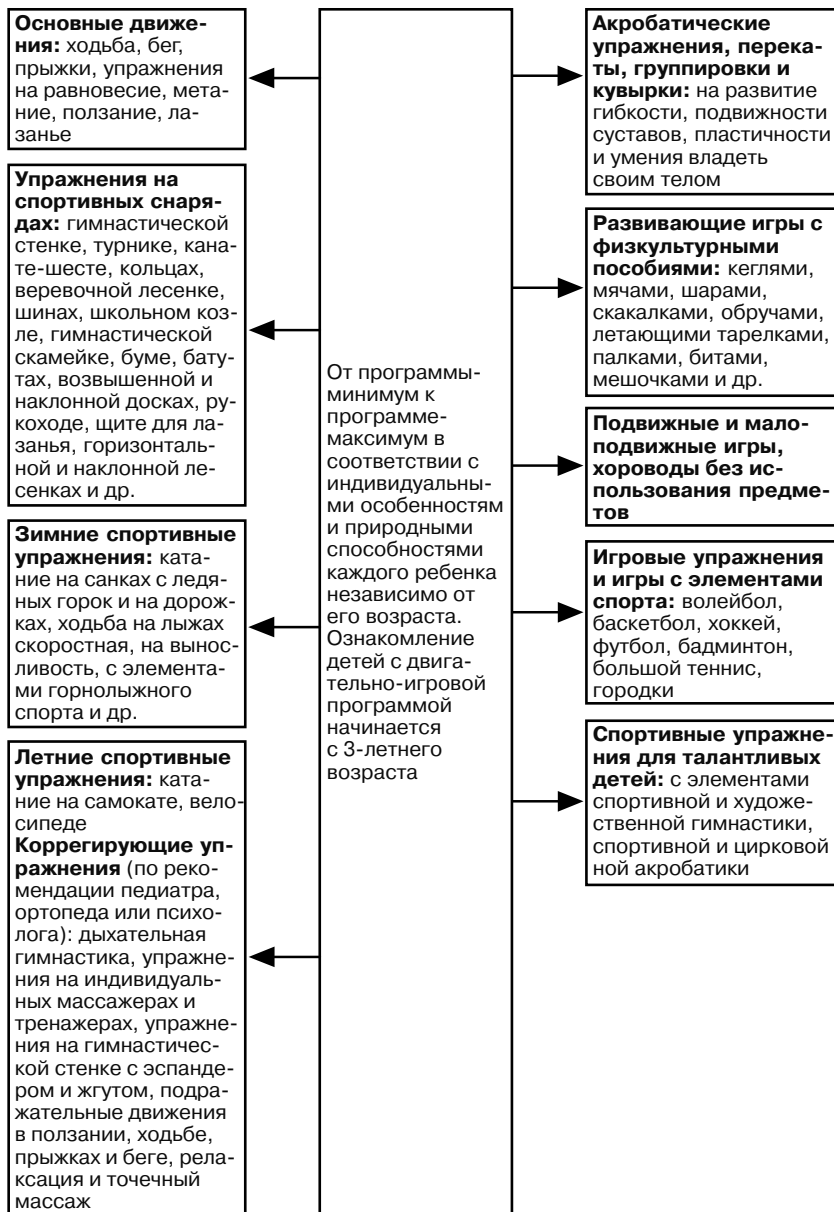 Основные движе-
ния: ходьба, бег,
прыжки, упражнения
на равновесие, мета-
ние, ползание, ла-
занье
Упражнения на
спортивных снаря-
дах: гимнастической
стенке, турнике, кана-
те-шесте, кольцах,
веревочной лесенке,
шинах, школьном коз-
ле, гимнастической
скамейке, буме, бату-
тах, возвышенной и
наклонной досках, ру-
коходе, щите для ла-
занья, горизонталь-
ной и наклонной ле-
сенках и др.
Зимние спортивные
упражнения: ката-
ние на санках с ледя-
ных горок и на дорож-
ках, ходьба на лыжах
скоростная, на вынос-
ливость, с элемента-
ми горнолыжного
спорта и др.
Летние спортивные
упражнения: ката-
ние на самокате, вело-
сипеде
Коррегирующие уп-
ражнения (по реко-
мендации педиатра,
ортопеда или психо-
лога): дыхательная
гимнастика, упражне-
ния на индивидуаль-
ных массажерах и
тренажерах, упражне-
ния на гимнастичес-
кой стенке с эспанде-
ром и жгутом, подра-
жательные движения
в ползании, ходьбе,
прыжках и беге, рела-
ксация и точечный
массаж
От программы-
минимум к
программе-
максимум в
соответствии с
индивидуальны-
ми особенностям
и природными
способностями
каждого ребенка
независимо от
его возраста.
Ознакомление
детей с двига-
тельно-игровой
программой
начинается
с 3-летнего
возраста
Акробатические
упражнения, перека-
ты, группировки и
кувырки: на развитие
гибкости, подвижности
суставов, пластичности
и умения владеть
своим телом
Развивающие игры с
физкультурными
пособиями: кеглями,
мячами, шарами,
скакалками, обручами,
летающими тарелками,
палками, битами,
мешочками и др.
Подвижные и мало-
подвижные игры,
хороводы без ис-
пользования предме-
тов
Игровые упражнения
и игры с элементами
спорта: волейбол,
баскетбол, хоккей,
футбол, бадминтон,
большой теннис,
городки
Спортивные упражне-
ния для талантливых
детей: с элементами
спортивной и художе-
ственной гимнастики,
спортивной и цирковой
ной акробатики